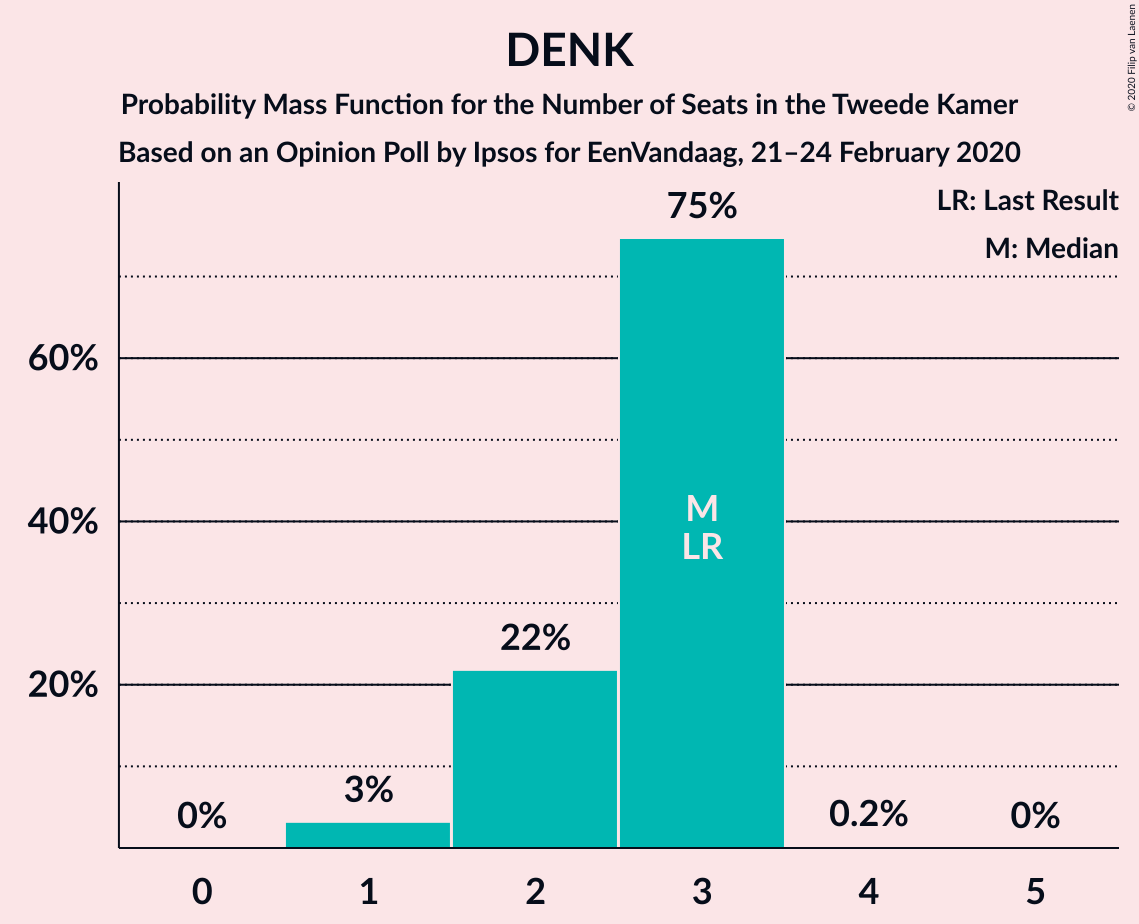 DENK
Probability Mass Function for the Number of Seats in the Tweede Kamer
Based on an Opinion Poll by Ipsos for EenVandaag, 21–24 February 2020
© 2020 Filip van Laenen
LR: Last Result
M: Median
75%
60%
M
40%
LR
22%
20%
3%
0%
0.2%
0%
0 1 2 3 4 5